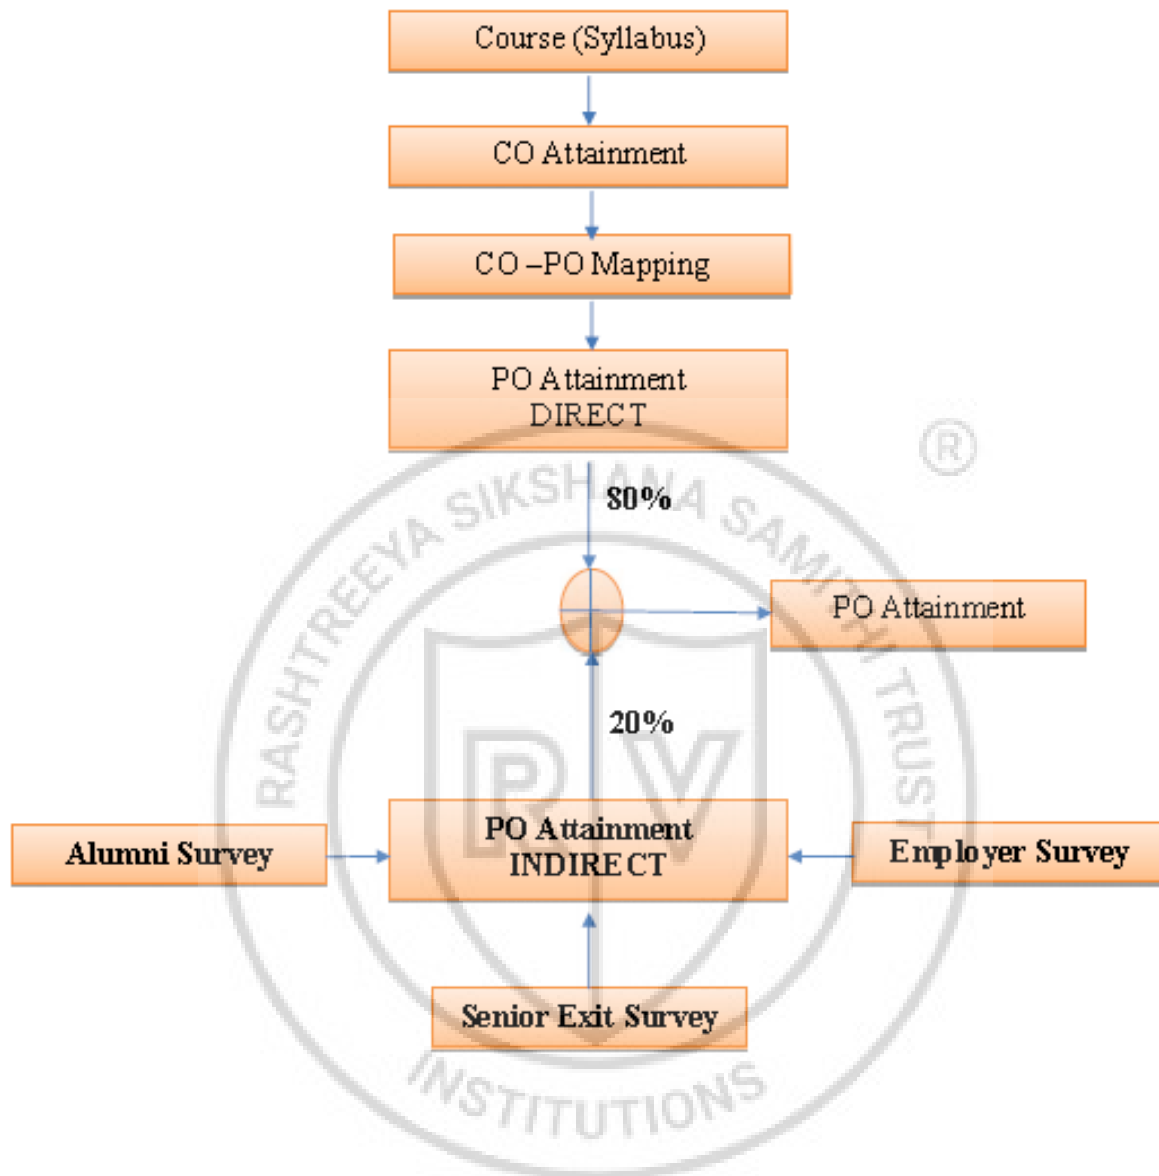 Course (Syllabus)
CO Attainment
CO –PO Mapping
PO Attainment
DIRECT
®
80%
PO Attainment
20%
PO Attainment
INDIRECT
Alumni Survey
Employer Survey
Senior Exit Survey
RASHTREEYA SIKSHANA SAMITHI TRUST
RV
INSTITUTIONS